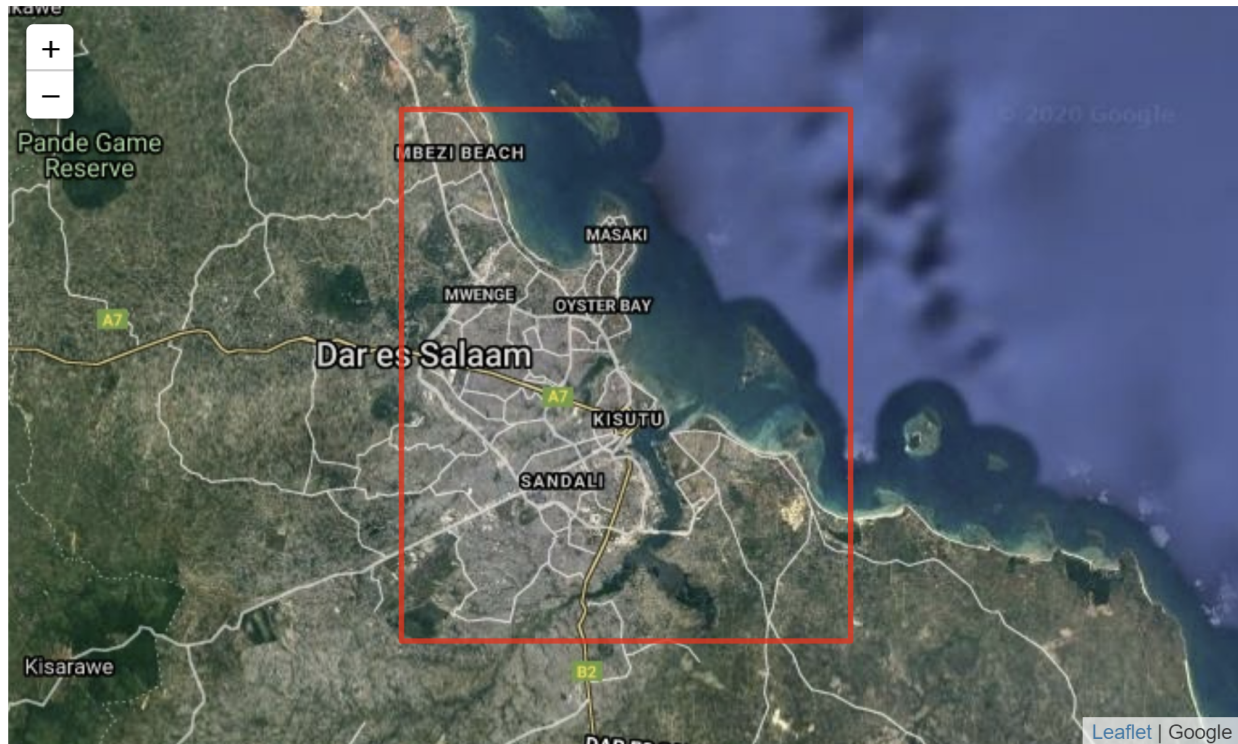 +
−
Pande Game
Reserve
© 2020 Google
MBEZI BEACH
MASAKI
MWENGE
OYSTER BAY
A7
Dar es Salaam
A7
KISUTU
SANDALI
Kisarawe
B2
Leaflet | Google